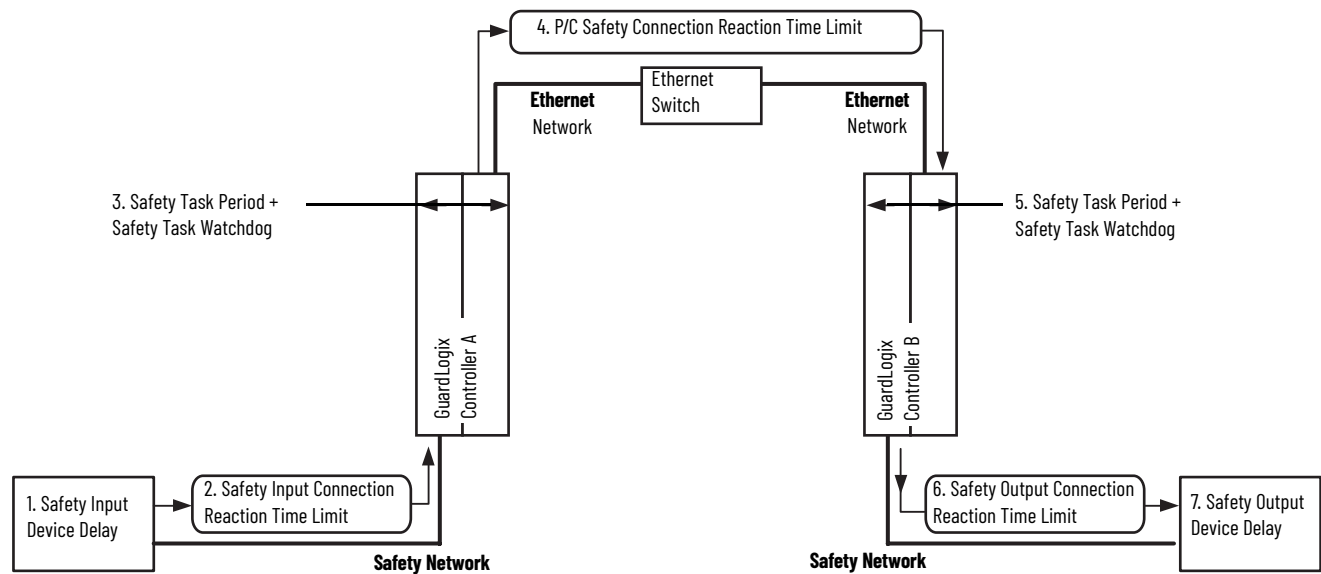 4. P/C Safety Connection Reaction Time Limit
Ethernet
Switch
Ethernet
Network
Ethernet
Network
3. Safety Task Period +
Safety Task Watchdog
5. Safety Task Period +
Safety Task Watchdog
GuardLogix
Controller A
GuardLogix
Controller B
1. Safety Input
Device Delay
2. Safety Input Connection
Reaction Time Limit
6. Safety Output Connection
Reaction Time Limit
7. Safety Output
Device Delay
Safety Network
Safety Network